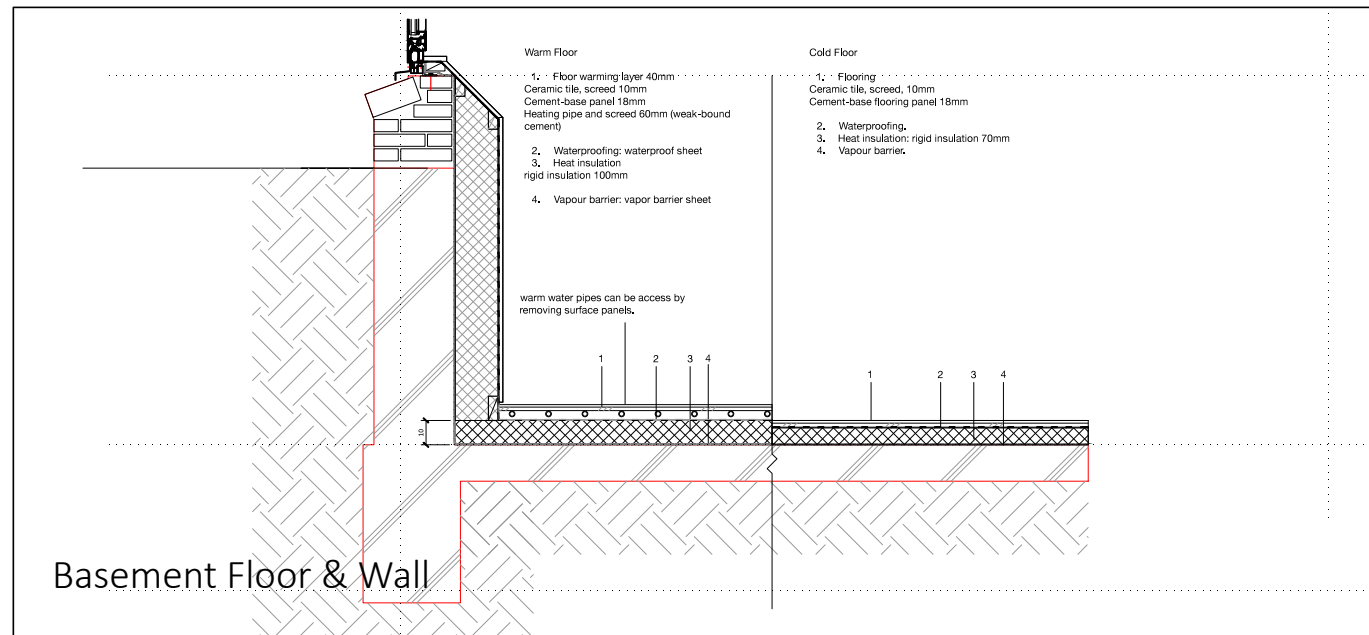 Warm Floor
1. Floor warming layer 40mm
Ceramic tile, screed 10mm
Cement-base panel 18mm
Heating pipe and screed 60mm (weak-bound
cement)
2. Waterproofing: waterproof sheet
3. Heat insulation
rigid insulation 100mm
4. Vapour barrier: vapor barrier sheet
Cold Floor
1. Flooring
Ceramic tile, screed, 10mm
Cement-base flooring panel 18mm
2. Waterproofing.
3. Heat insulation: rigid insulation 70mm
4. Vapour barrier.
warm water pipes can be access by
removing surface panels.
1 2 3 4
1 2 3 4
10
Basement Floor & Wall